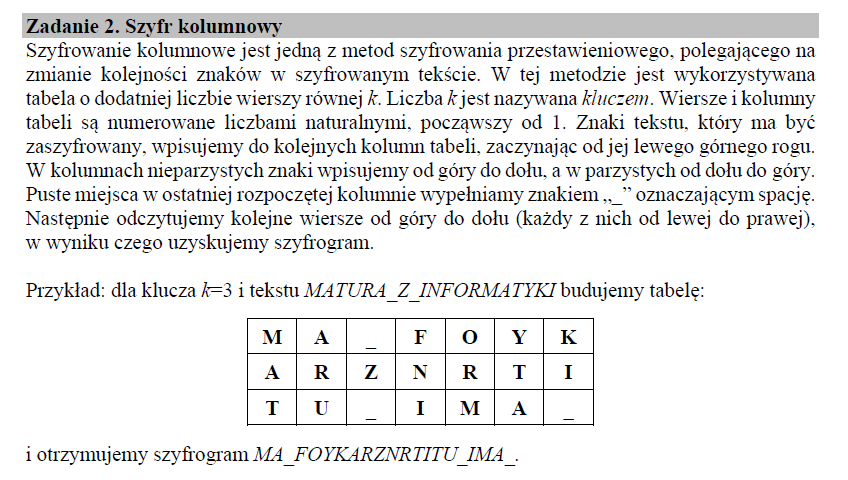 Zadanie 2. Szyfr kolumnowy
Szyfrowanie kolumnowe jest jedną z metod szyfrowania przestawieniowego, polegającego na
zmianie kolejności znaków w szyfrowanym tekście. W tej metodzie jest wykorzystywana
tabela o dodatniej liczbie wierszy równej k. Liczba k jest nazywana kluczem. Wiersze i kolumny
tabeli są numerowane liczbami naturalnymi, począwszy od 1. Znaki tekstu, który ma być
zaszyfrowany, wpisujemy do kolejnych kolumn tabeli, zaczynając od jej lewego górnego rogu.
W kolumnach nieparzystych znaki wpisujemy od góry do dołu, a w parzystych od dołu do góry.
Puste miejsca w ostatniej rozpoczętej kolumnie wypełniamy znakiem „_” oznaczającym spację.
Następnie odczytujemy kolejne wiersze od góry do dołu (każdy z nich od lewej do prawej),
w wyniku czego uzyskujemy szyfrogram.
Przykład: dla klucza k=3 i tekstu MATURA_Z_INFORMATYKI budujemy tabelę:
M A _ F O Y K
A R Z N R T I
T U _ I M A _
i otrzymujemy szyfrogram MA_FOYKARZNRTITU_IMA_.